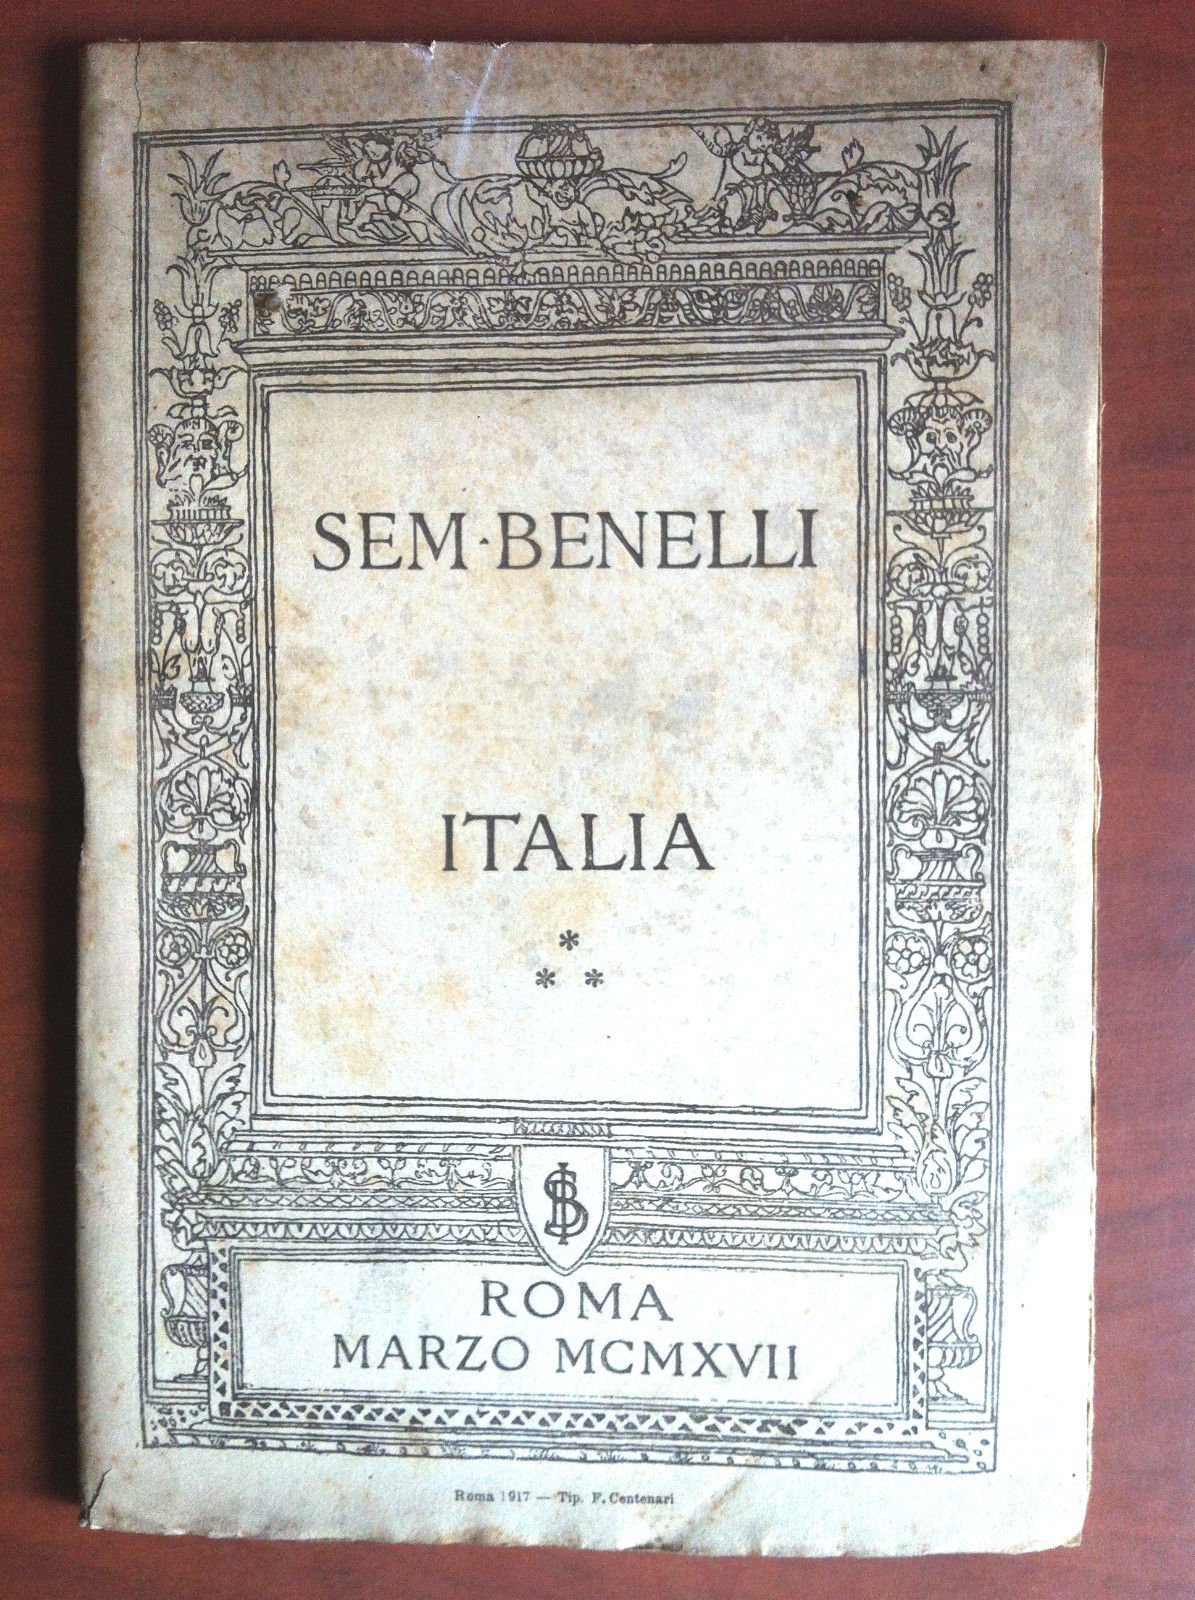 SEM·BENELLI
ITALIA
*
* *
SB
ROMA
MARZO MCMXVII
Roma 1917 — Tip. F. Centenari